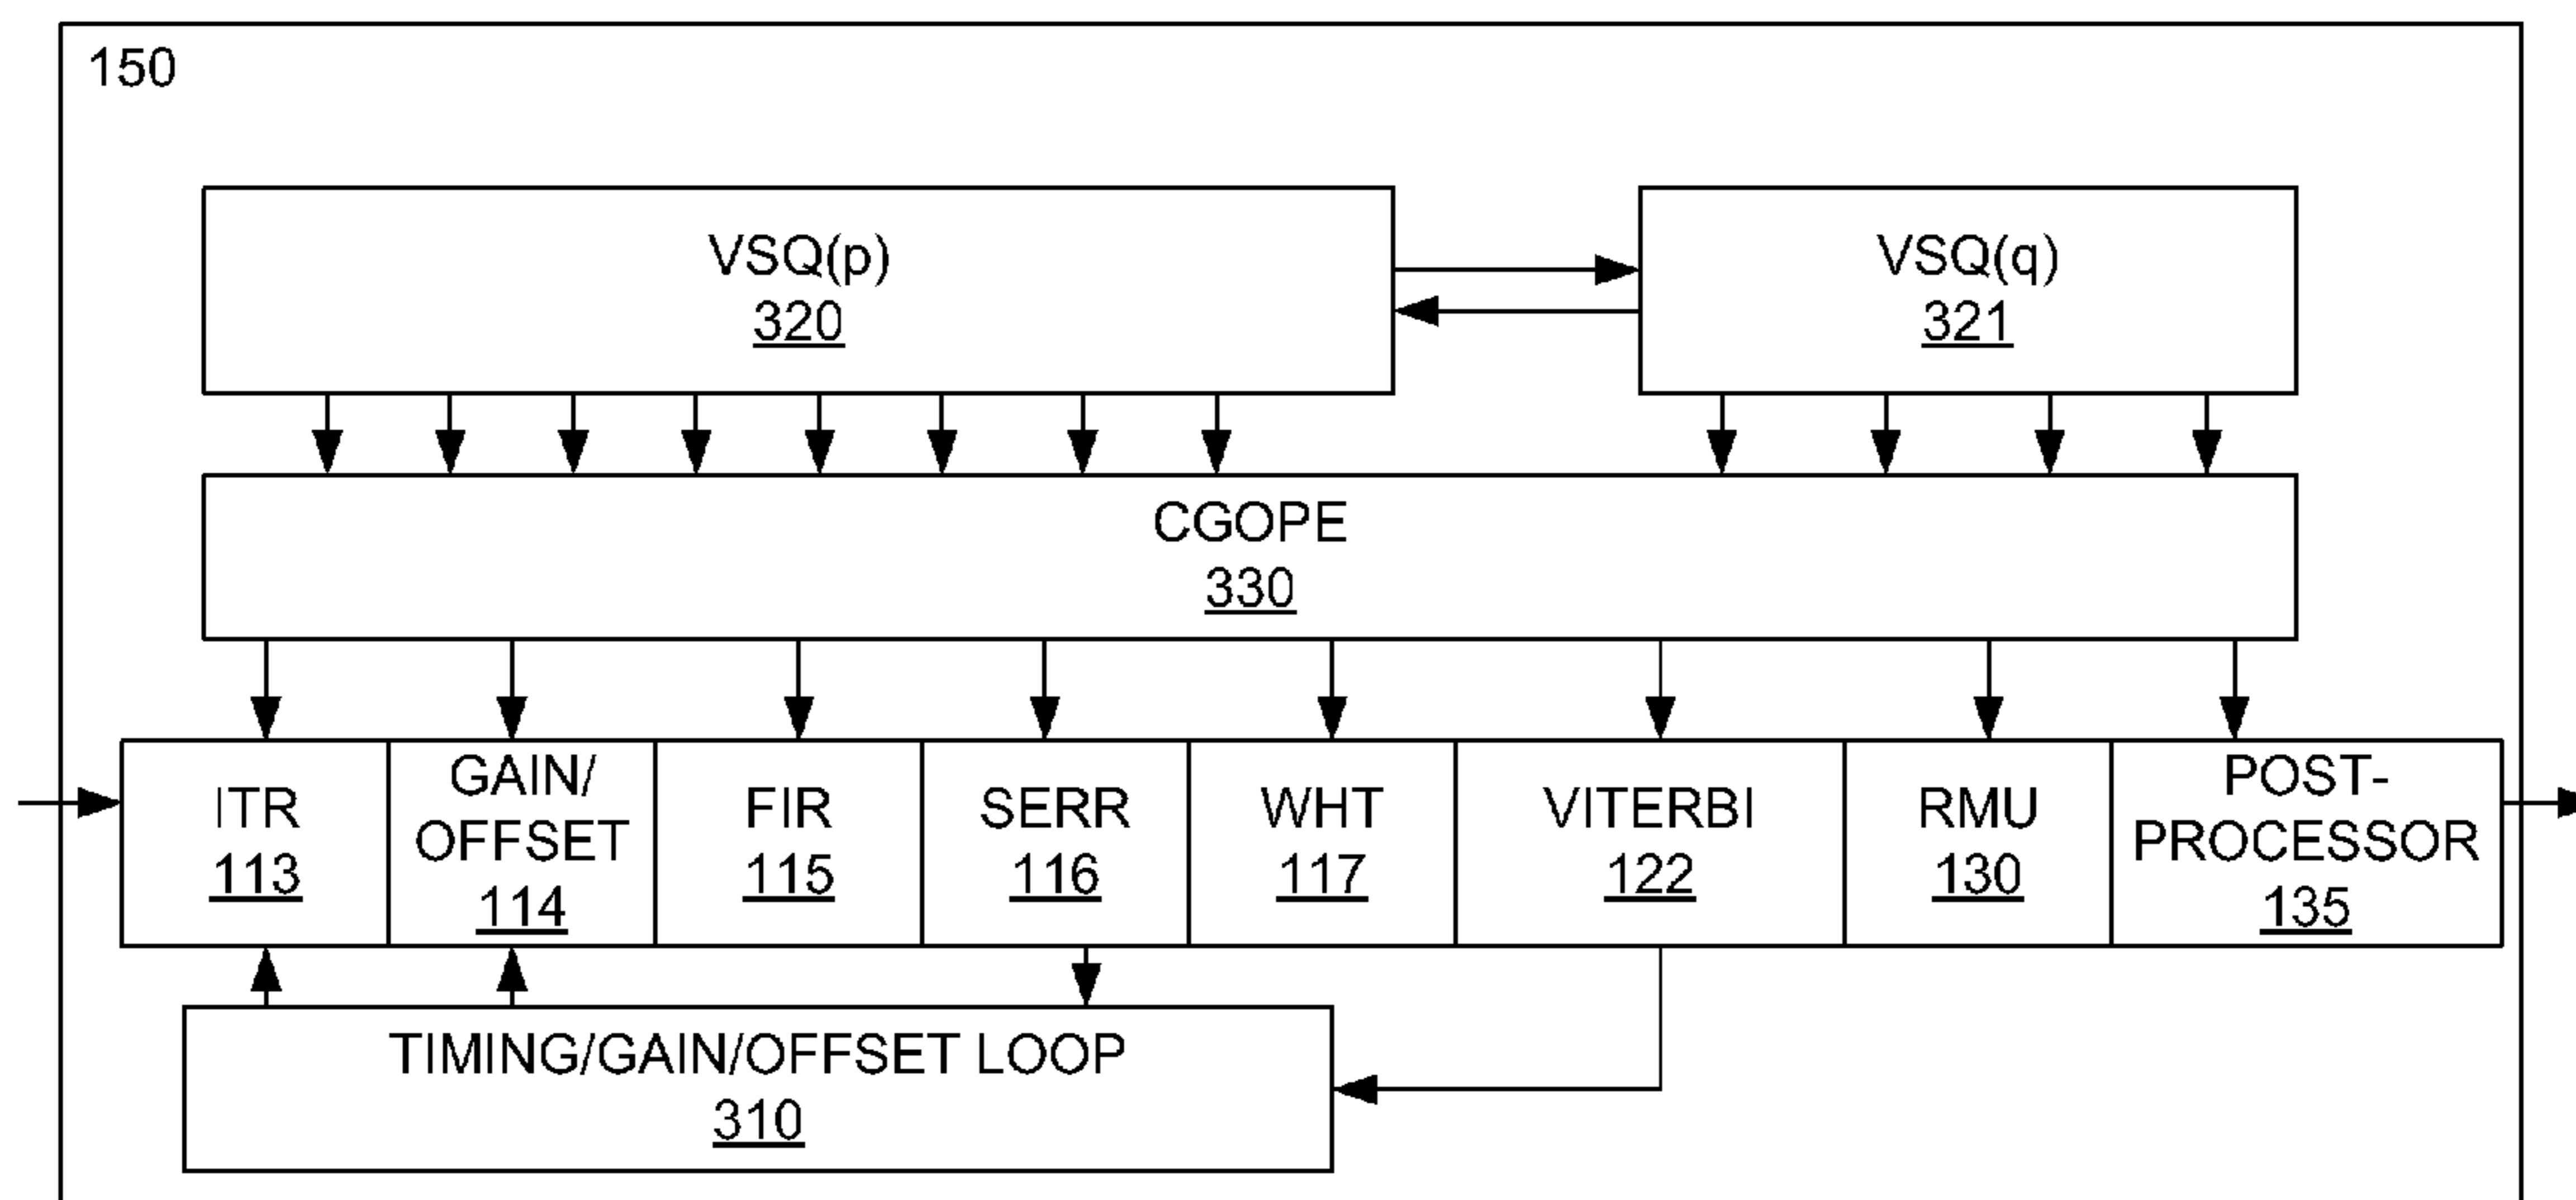 150
VSQ(p)
320
VSQ(q)
321
CGOPE
330
ITR
113
GAIN/
OFFSET
114
FIR
115
SERR
116
WHT
117
VITERBI
122
RMU
130
POST-
PROCESSOR
135
TIMING/GAIN/OFFSET LOOP
310